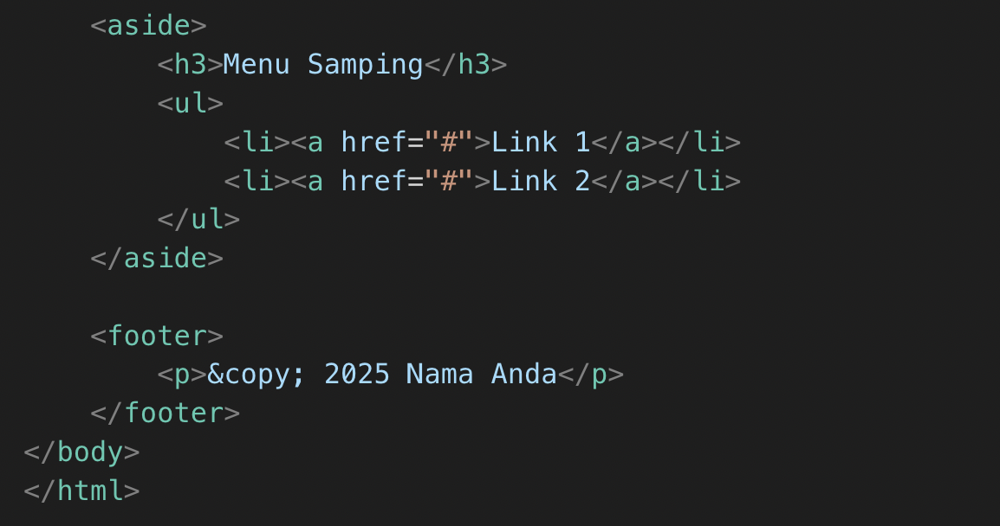 <aside>
<h3>Menu Samping</h3>
<ul>
<li><a href="#">Link 1</a></li>
<li><a href="#">Link 2</a></li>
</ul>
</aside>
<footer>
<p>&copy; 2025 Nama Anda</p>
</footer>
</body>
</html>